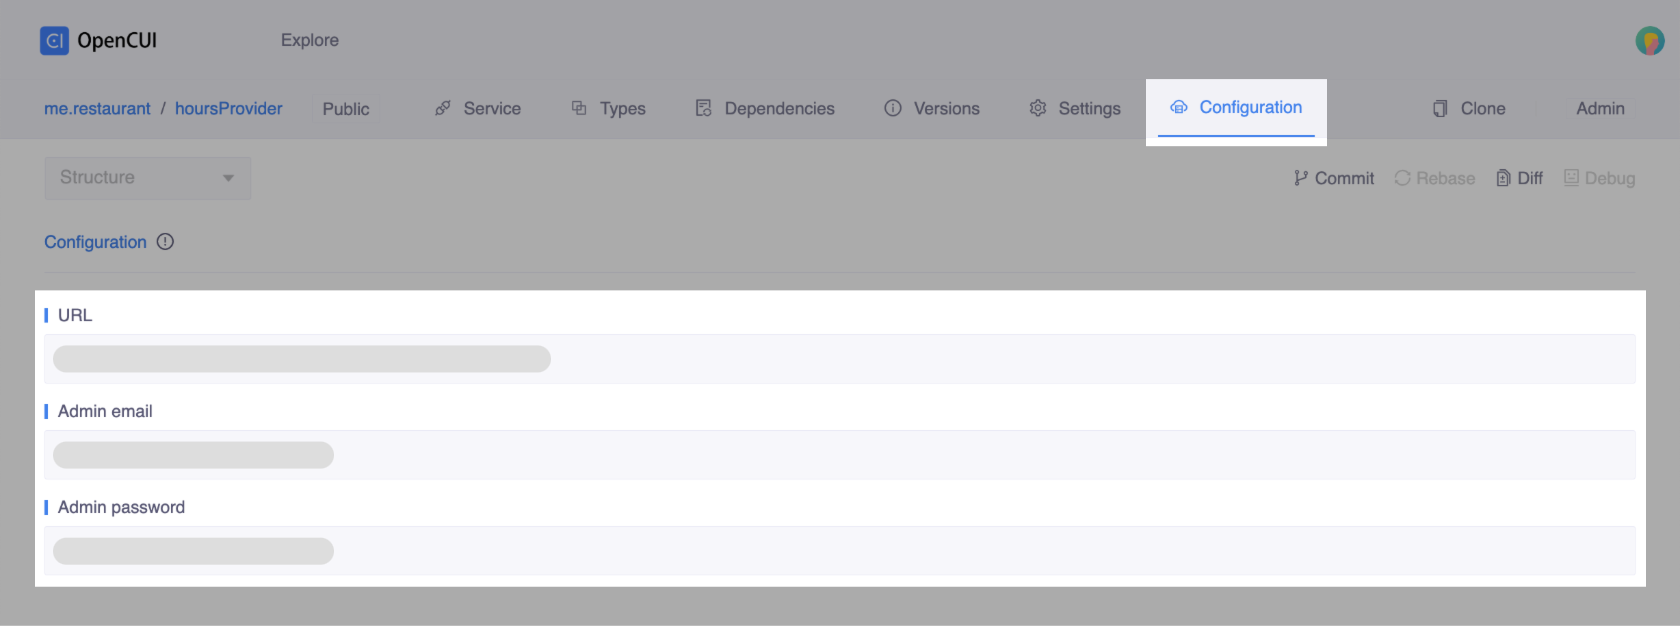 OpenCUI Explore
me.restaurant / hoursProvider Public Service Types Dependencies Versions Settings Configuration Clone Admin
Structure Commit Rebase Diff Debug
Configuration
URL
Admin email
Admin password